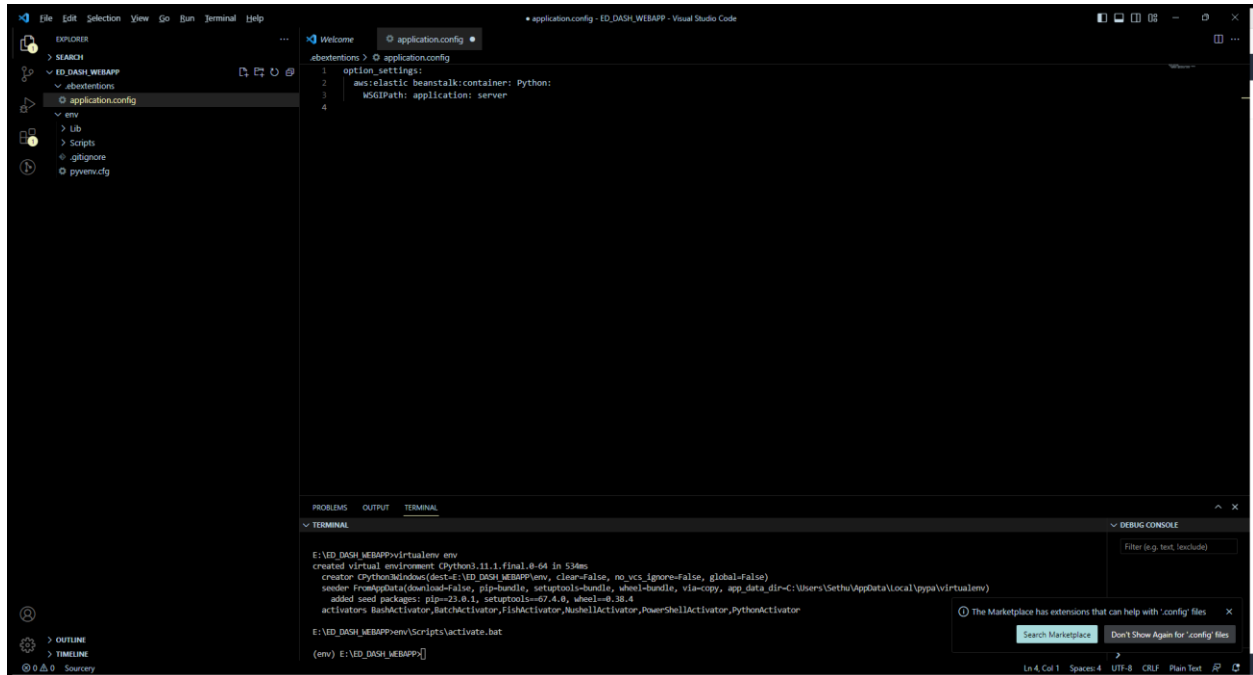 File Edit Selection View Go Run Terminal Help
● application.config - ED_DASH_WEBAPP - Visual Studio Code
EXPLORER
SEARCH
ED_DASH_WEBAPP
.ebextentions
application.config
env
Lib
Scripts
.gitignore
pyvenv.cfg
OUTLINE
TIMELINE
1
1
Welcome
application.config ●
.ebextentions > application.config
1 option_settings:
2 aws:elastic beanstalk:container: Python:
3 WSGIPath: application: server
4
PROBLEMS OUTPUT TERMINAL
TERMINAL
E:\ED_DASH_WEBAPP>virtualenv env
created virtual environment CPython3.11.1.final.0-64 in 534ms
creator CPython3Windows(dest=E:\ED_DASH_WEBAPP\env, clear=False, no_vcs_ignore=False, global=False)
seeder FromAppData(download=False, pip=bundle, setuptools=bundle, wheel=bundle, via=copy, app_data_dir=C:\Users\Sethu\AppData\Local\pypa\virtualenv)
added seed packages: pip==23.0.1, setuptools==67.4.0, wheel==0.38.4
activators BashActivator,BatchActivator,FishActivator,NushellActivator,PowerShellActivator,PythonActivator
E:\ED_DASH_WEBAPP>env\Scripts\activate.bat
(env) E:\ED_DASH_WEBAPP>
DEBUG CONSOLE
Filter (e.g. text, !exclude)
The Marketplace has extensions that can help with '.config' files
Search Marketplace
Don't Show Again for '.config' files
0 0 Sourcery
Ln 4, Col 1 Spaces: 4 UTF-8 CRLF Plain Text